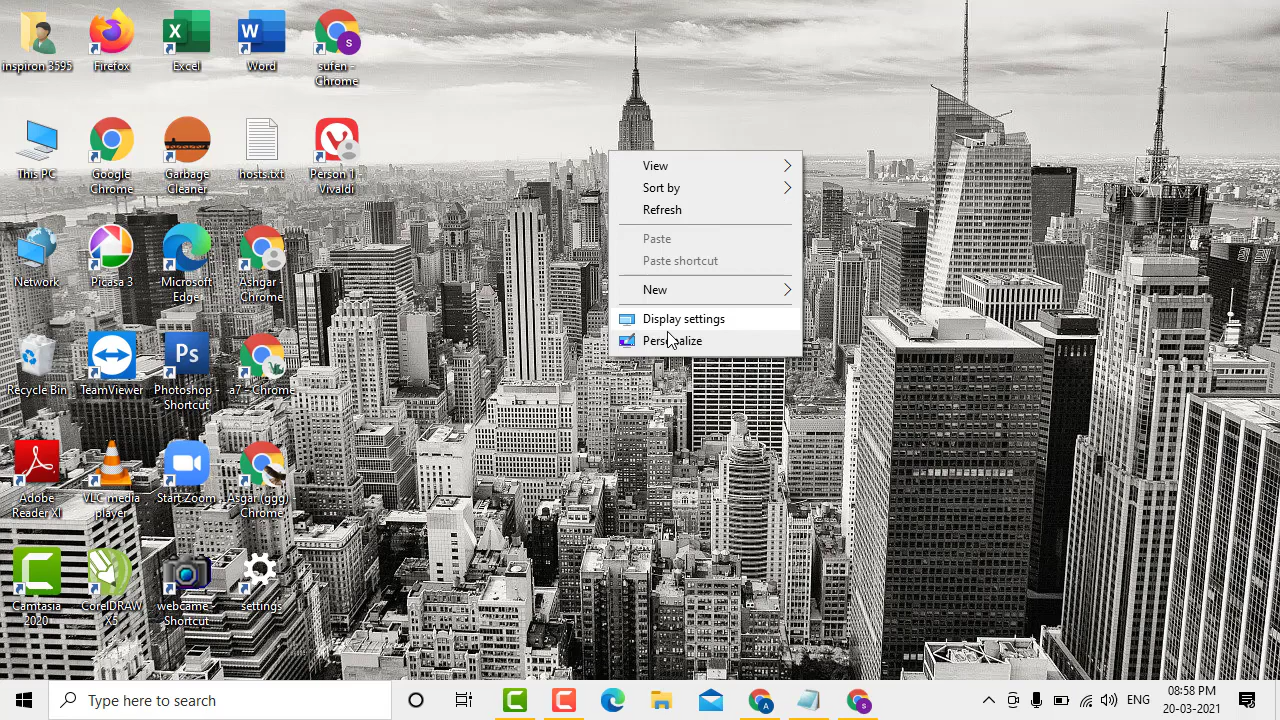 inspiron 3595
Firefox
Excel
Word
sufen -
Chrome
This PC
Google
Chrome
Garbage
Cleaner
hosts.txt
Person 1 -
Vivaldi
Network
Picasa 3
Microsoft
Edge
Ashgar -
Chrome
Recycle Bin
TeamViewer
Photoshop -
Shortcut
a7 - Chrome
Adobe
Reader XI
VLC media
player
Start Zoom
Asgar (ggg)
- Chrome
Camtasia
2020
CorelDRAW
X5
webcame -
Shortcut
settings
View
Sort by
Refresh
Paste
Paste shortcut
New
Display settings
Personalize
Type here to search
ENG
08:58 PM
20-03-2021